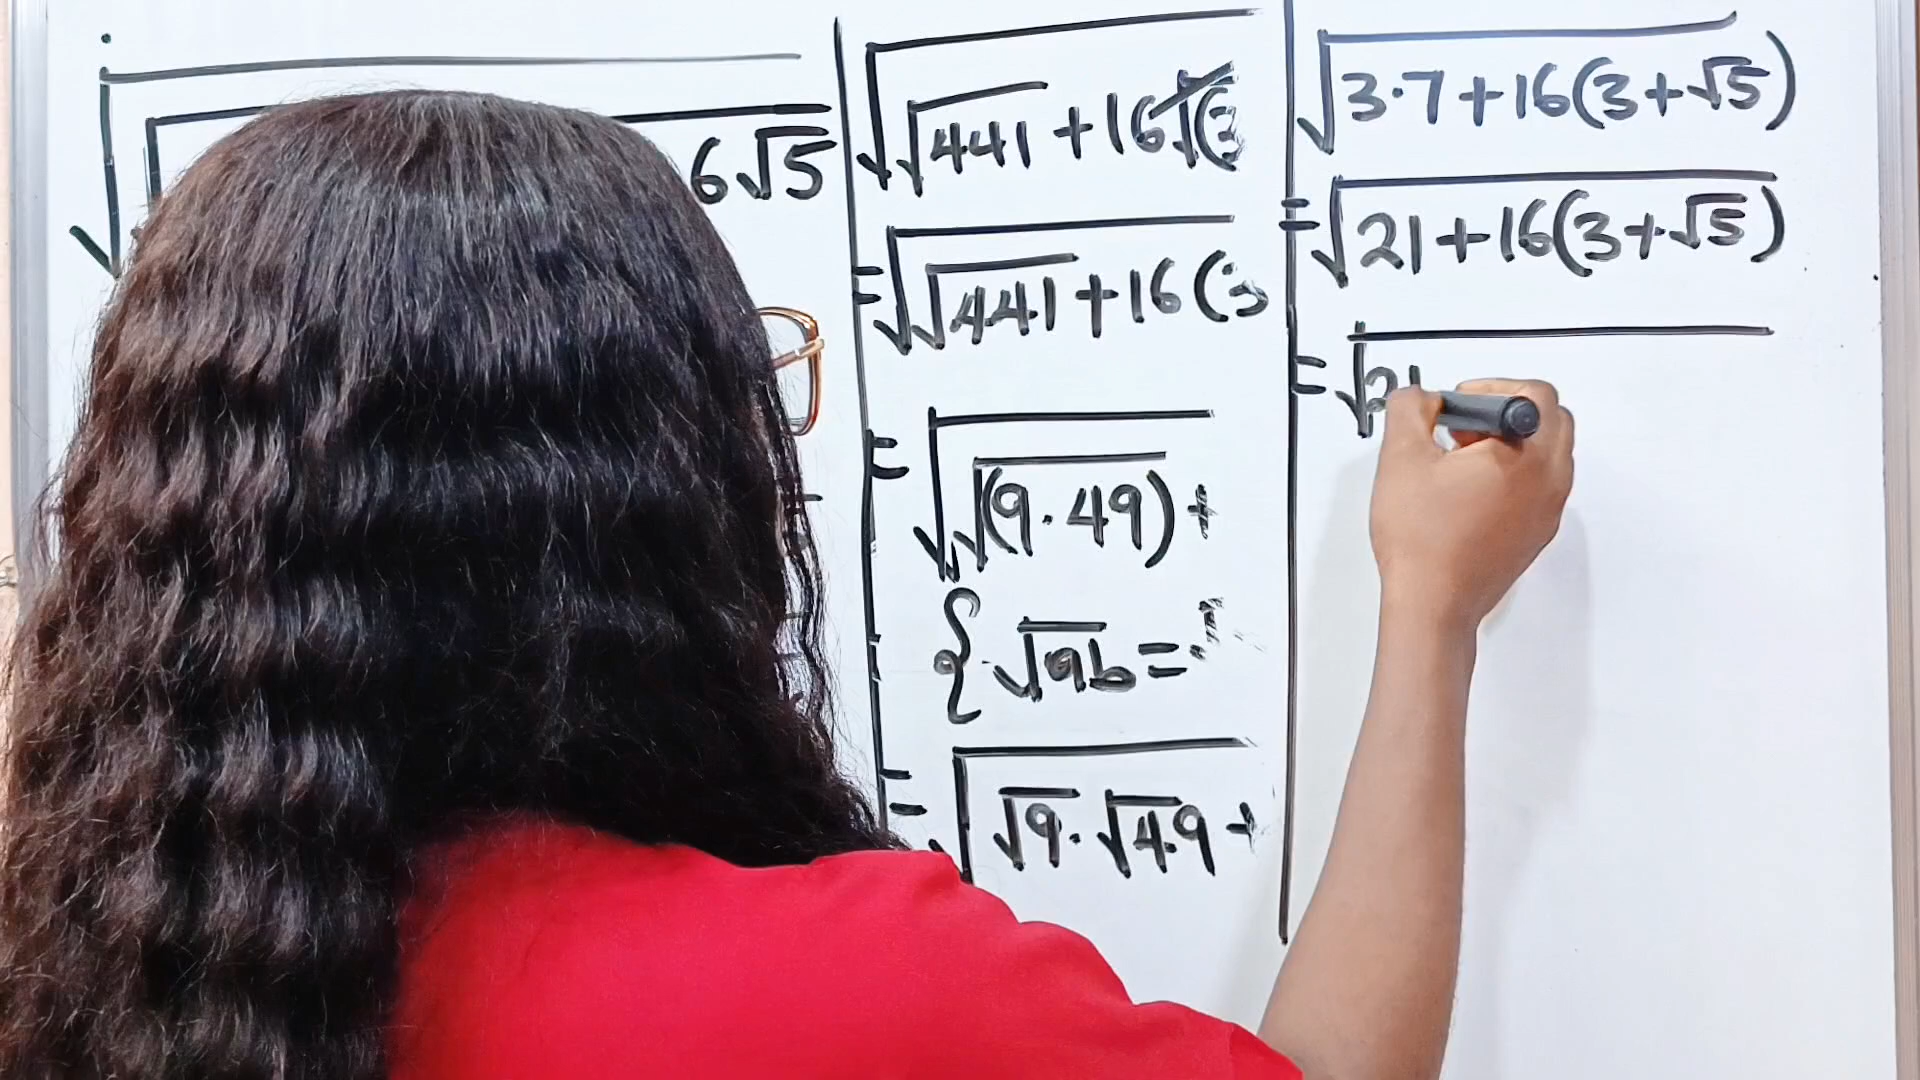 6√5
√(√441 + 16√(3
= √(√441 + 16(3
= √(√(9·49) +
{ √ab =
= √(√9·√49 +
√(3·7+16(3+√5)
= √(21+16(3+√5)
= √21